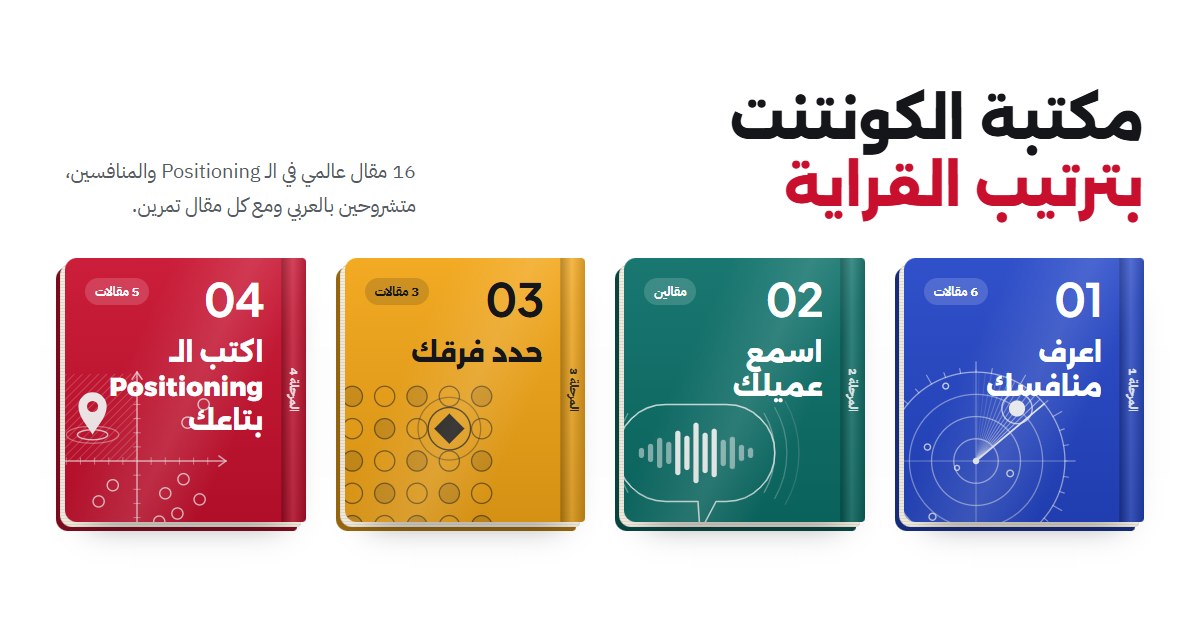 مكتبة الكونتنت
بترتيب القراية
16 مقال عالمي في الـ Positioning والمنافسين،
متشروحين بالعربي ومع كل مقال تمرين.
01
6 مقالات
اعرف
منافسك
المرحلة 1
02
مقالين
اسمع
عميلك
المرحلة 2
03
3 مقالات
حدد فرقك
المرحلة 3
04
5 مقالات
اكتب الـ
Positioning
بتاعك
المرحلة 4